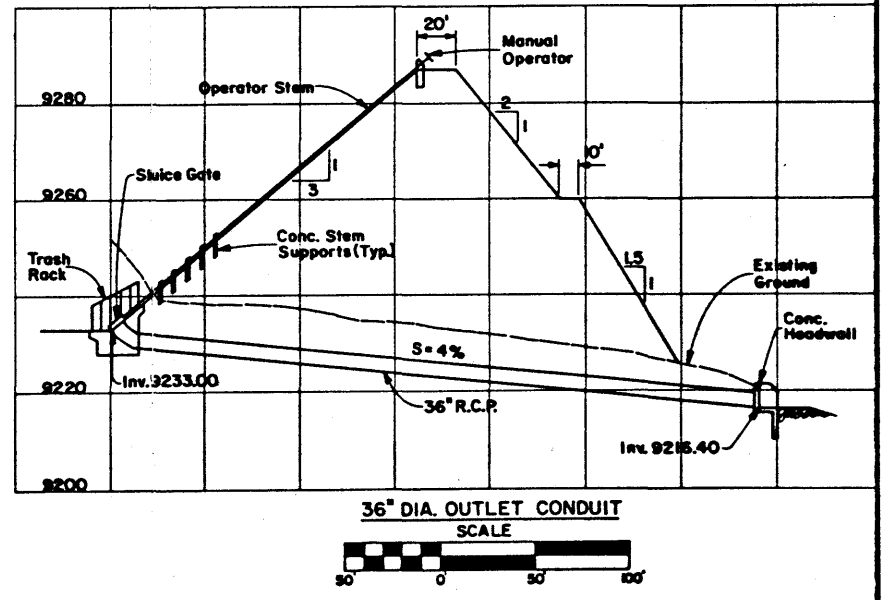 20'
Manual
Operator
Operator Stem
9280
2
1
10'
Sluice Gate
1
3
9260
Conc. Stem
Supports (Typ.)
Trash
Rack
1.5
1
Existing
Ground
Conc.
Headwall
S=4%
Inv. 9233.00
9220
36" R.C.P.
Inv. 9216.40
9200
36" DIA. OUTLET CONDUIT
SCALE
50' 0' 50' 100'